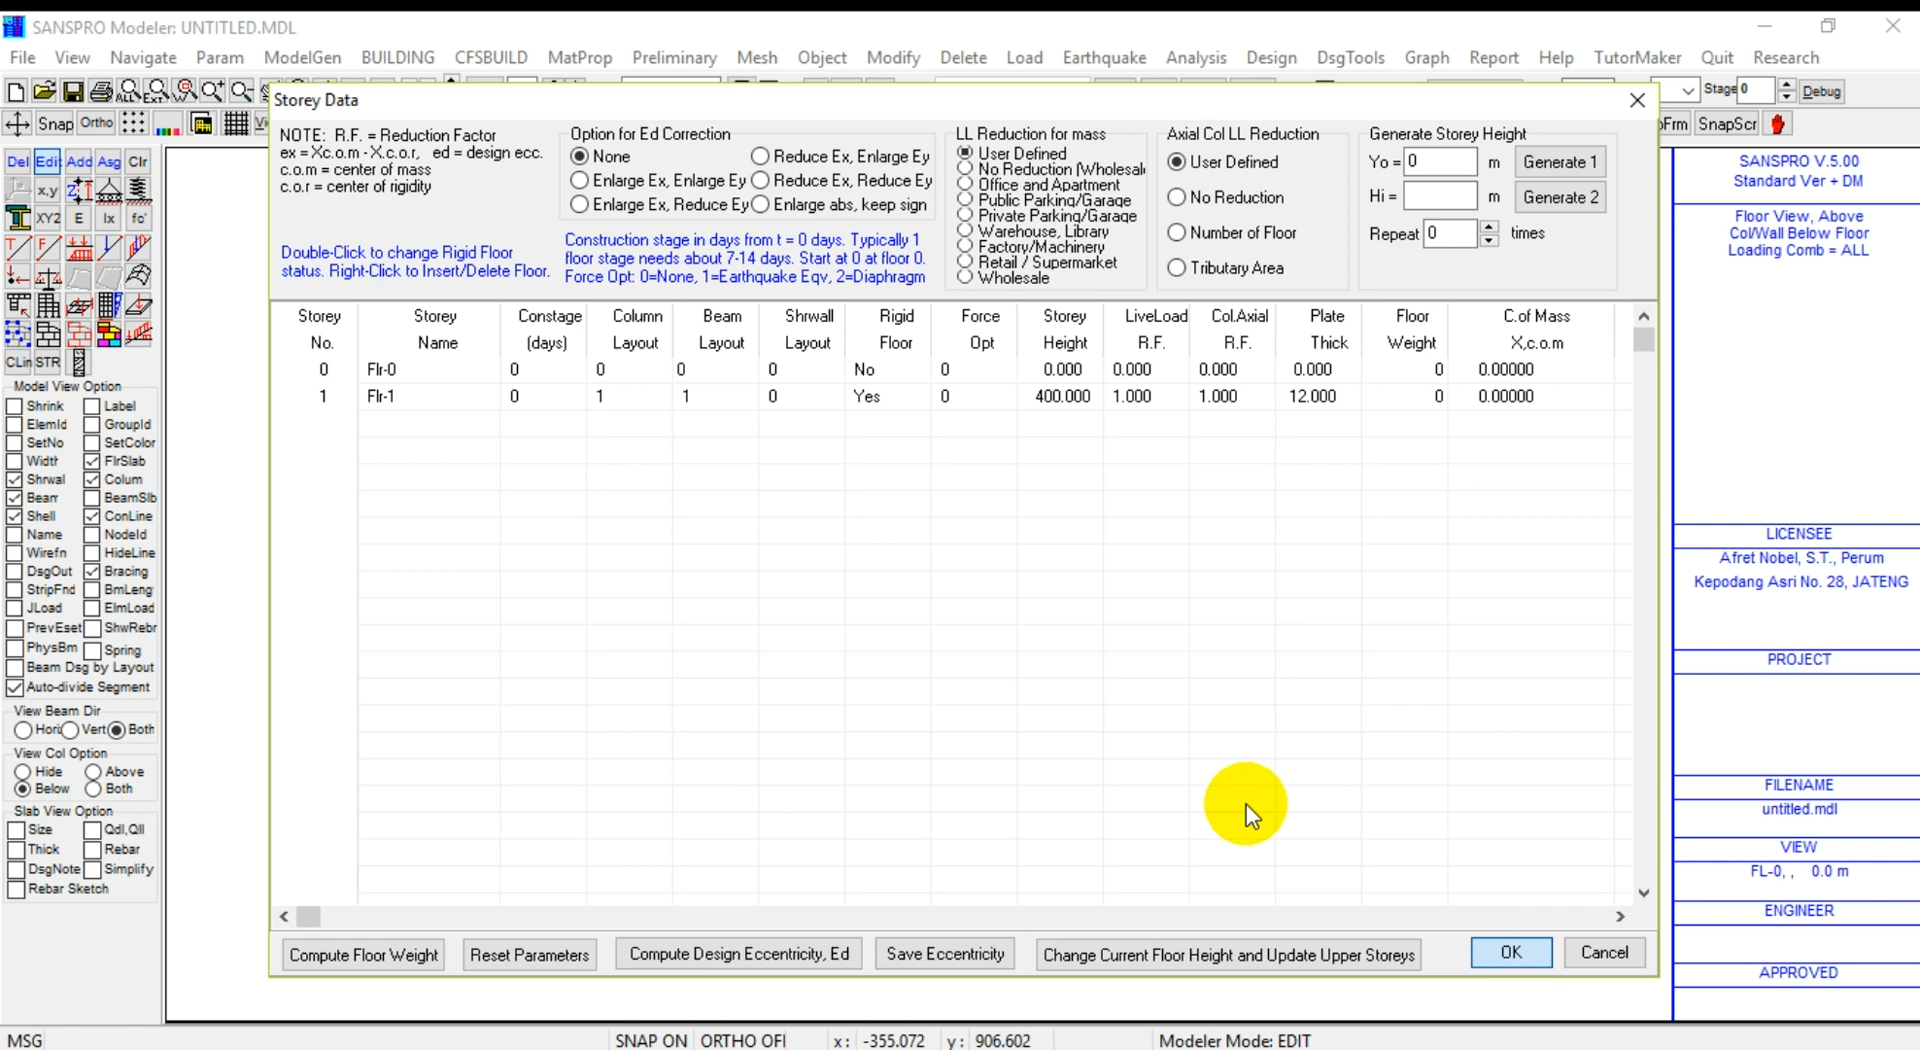 SANSPRO Modeler: UNTITLED.MDL
File View Navigate Param ModelGen BUILDING CFSBUILD MatProp Preliminary Mesh Object Modify Delete Load Earthquake Analysis Design DsgTools Graph Report Help TutorMaker Quit Research
ALL EXT W Stage 0 Debug
Snap Ortho Frm SnapScr
Storey Data
NOTE: R.F. = Reduction Factor
ex = Xc.o.m - X.c.o.r, ed = design ecc.
c.o.m = center of mass
c.o.r = center of rigidity
Double-Click to change Rigid Floor
status. Right-Click to Insert/Delete Floor.
Option for Ed Correction
None Reduce Ex, Enlarge Ey
Enlarge Ex, Enlarge Ey Reduce Ex, Reduce Ey
Enlarge Ex, Reduce Ey Enlarge abs, keep sign
Construction stage in days from t = 0 days. Typically 1
floor stage needs about 7-14 days. Start at 0 at floor 0.
Force Opt: 0=None, 1=Earthquake Eqv, 2=Diaphragm
LL Reduction for mass
User Defined
No Reduction (Wholesal
Office and Apartment
Public Parking/Garage
Private Parking/Garage
Warehouse, Library
Factory/Machinery
Retail / Supermarket
Wholesale
Axial Col LL Reduction
User Defined
No Reduction
Number of Floor
Tributary Area
Generate Storey Height
Yo = 0 m Generate 1
Hi = m Generate 2
Repeat 0 times
Storey Storey Constage Column Beam Shrwall Rigid Force Storey LiveLoad Col.Axial Plate Floor C.of Mass
No. Name (days) Layout Layout Layout Floor Opt Height R.F. R.F. Thick Weight X,c.o.m
0 Flr-0 0 0 0 0 No 0 0.000 0.000 0.000 0.000 0 0.00000
1 Flr-1 0 1 1 0 Yes 0 400.000 1.000 1.000 12.000 0 0.00000
Compute Floor Weight Reset Parameters Compute Design Eccentricity, Ed Save Eccentricity Change Current Floor Height and Update Upper Storeys OK Cancel
Del Edit Add Asg Clr
x,y Z
XY2 E Ix fc'
T F
CLin STR
Model View Option
Shrink Label
ElemId GroupId
SetNo SetColor
Width FlrSlab
Shrwal Colum
Beam BeamSlb
Shell ConLine
Name NodeId
Wirefn HideLine
DsgOut Bracing
StripFnd BmLeng
JLoad ElmLoad
PrevEset ShwRebr
PhysBm Spring
Beam Dsg by Layout
Auto-divide Segment
View Beam Dir
Hori Vert Both
View Col Option
Hide Above
Below Both
Slab View Option
Size Qdl,Qll
Thick Rebar
DsgNote Simplify
Rebar Sketch
SANSPRO V.5.00
Standard Ver + DM
Floor View, Above
Col/Wall Below Floor
Loading Comb = ALL
LICENSEE
Afret Nobel, S.T., Perum
Kepodang Asri No. 28, JATENG
PROJECT
FILENAME
untitled.mdl
VIEW
FL-0, , 0.0 m
ENGINEER
APPROVED
MSG SNAP ON ORTHO OFF x: -355.072 y: 906.602 Modeler Mode: EDIT